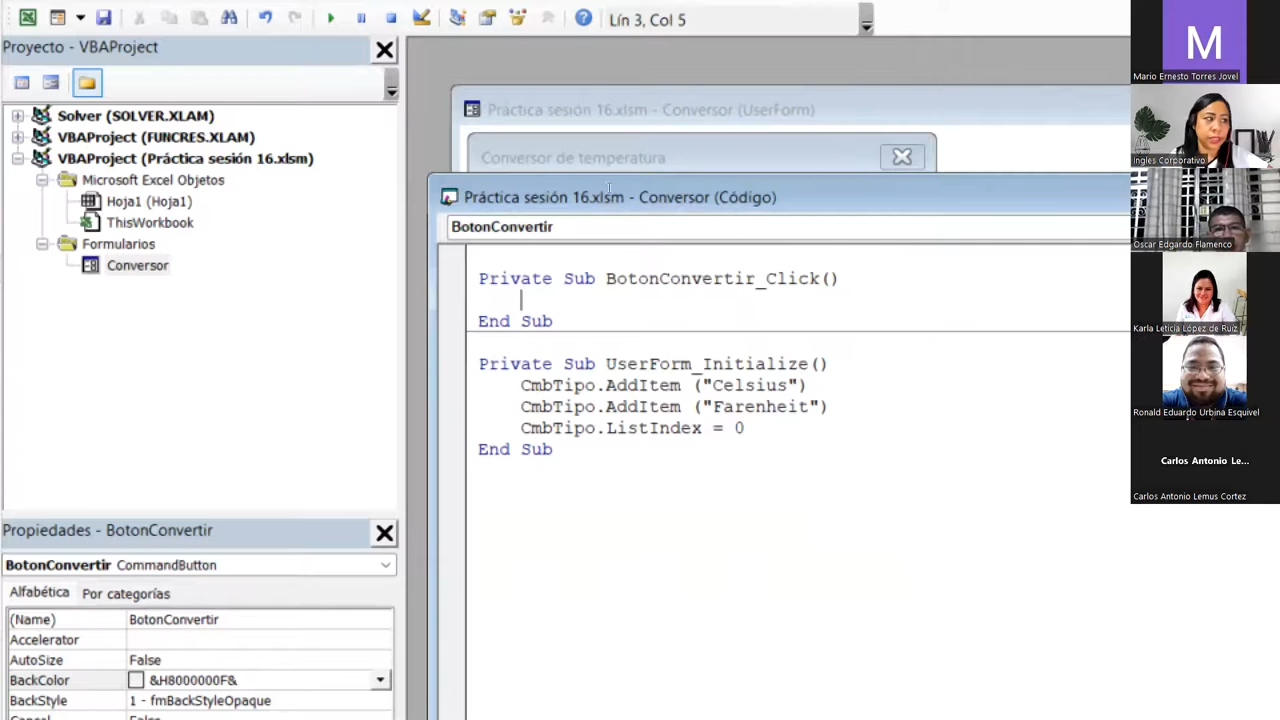 Lín 3, Col 5
Proyecto - VBAProject
Solver (SOLVER.XLAM)
VBAProject (FUNCRES.XLAM)
VBAProject (Práctica sesión 16.xlsm)
Microsoft Excel Objetos
Hoja1 (Hoja1)
ThisWorkbook
Formularios
Conversor
Propiedades - BotonConvertir
BotonConvertir CommandButton
Alfabética Por categorías
(Name) BotonConvertir
Accelerator
AutoSize False
BackColor &H8000000F&
BackStyle 1 - fmBackStyleOpaque
Cancel False
Práctica sesión 16.xlsm - Conversor (UserForm)
Conversor de temperatura
Práctica sesión 16.xlsm - Conversor (Código)
BotonConvertir
Private Sub BotonConvertir_Click()
End Sub
Private Sub UserForm_Initialize()
CmbTipo.AddItem ("Celsius")
CmbTipo.AddItem ("Farenheit")
CmbTipo.ListIndex = 0
End Sub
M
Mario Ernesto Torres Jovel
Ingles Corporativo
Oscar Edgardo Flamenco
Karla Leticia López de Ruiz
Ronald Eduardo Urbina Esquivel
Carlos Antonio Le...
Carlos Antonio Lemus Cortez